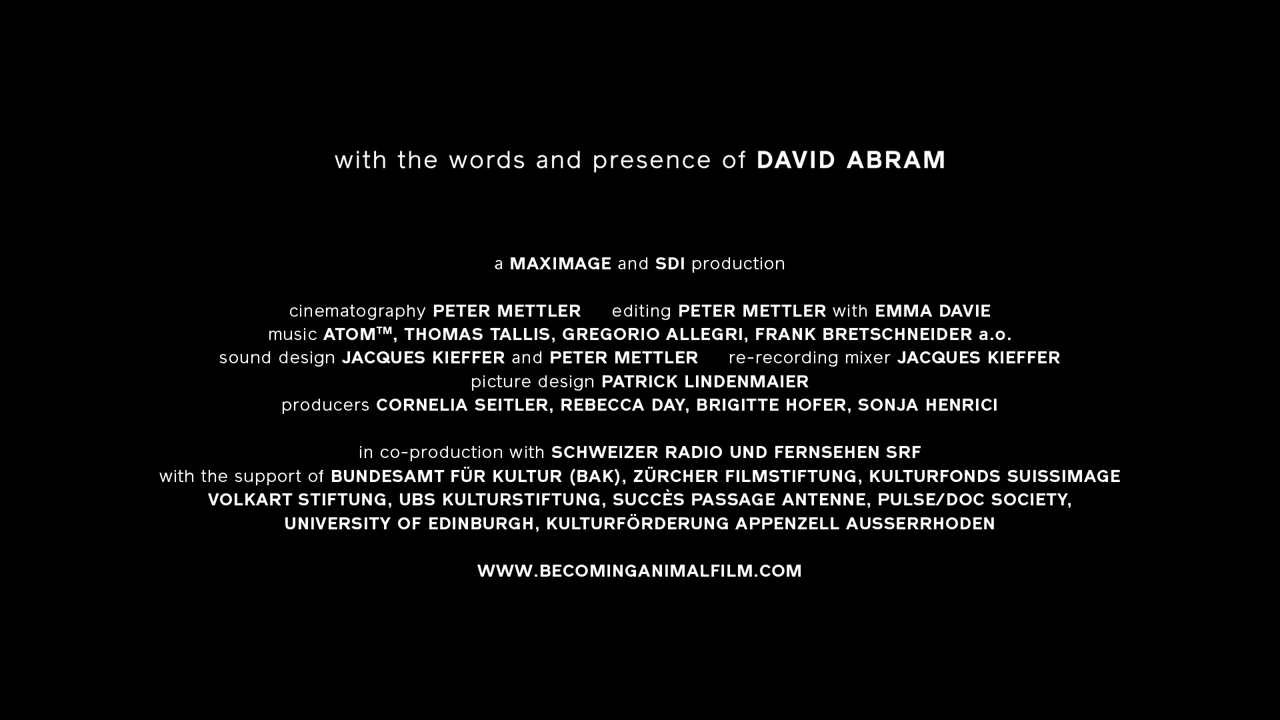 with the words and presence of DAVID ABRAM
a MAXIMAGE and SDI production
cinematography PETER METTLER editing PETER METTLER with EMMA DAVIE
music ATOM™, THOMAS TALLIS, GREGORIO ALLEGRI, FRANK BRETSCHNEIDER a.o.
sound design JACQUES KIEFFER and PETER METTLER re-recording mixer JACQUES KIEFFER
picture design PATRICK LINDENMAIER
producers CORNELIA SEITLER, REBECCA DAY, BRIGITTE HOFER, SONJA HENRICI
in co-production with SCHWEIZER RADIO UND FERNSEHEN SRF
with the support of BUNDESAMT FÜR KULTUR (BAK), ZÜRCHER FILMSTIFTUNG, KULTURFONDS SUISSIMAGE
VOLKART STIFTUNG, UBS KULTURSTIFTUNG, SUCCÈS PASSAGE ANTENNE, PULSE/DOC SOCIETY,
UNIVERSITY OF EDINBURGH, KULTURFÖRDERUNG APPENZELL AUSSERRHODEN
WWW.BECOMINGANIMALFILM.COM